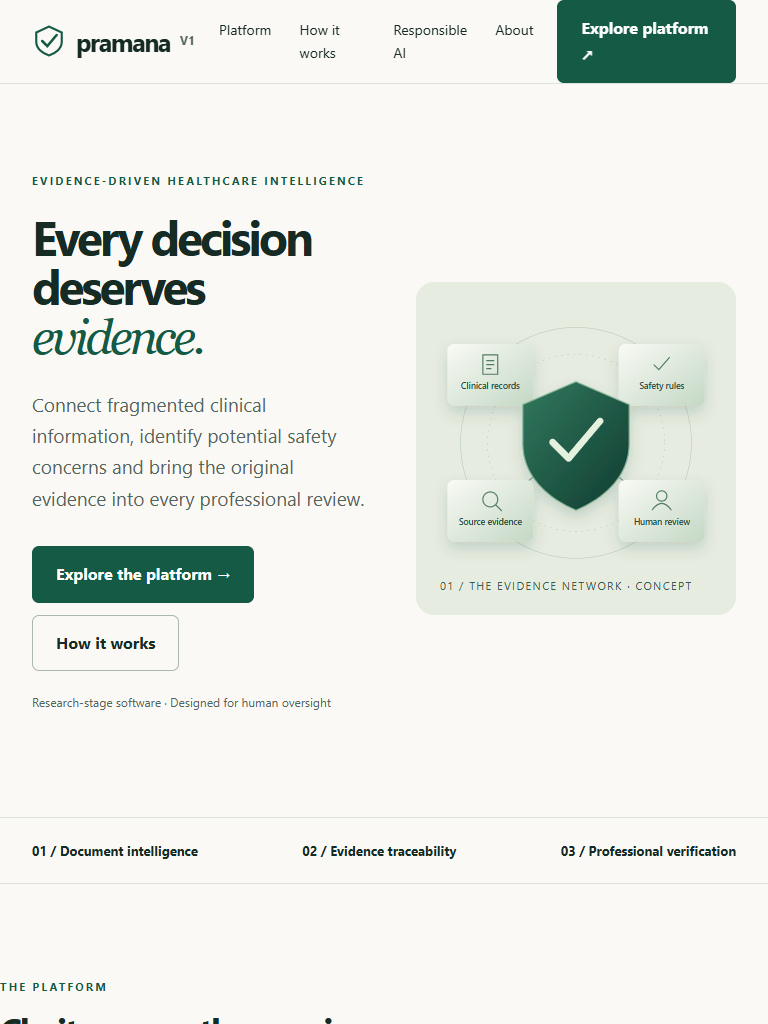 pramana V1
Platform
How it
works
Responsible
AI
About
Explore platform
↗
EVIDENCE-DRIVEN HEALTHCARE INTELLIGENCE
Every decision
deserves
evidence.
Connect fragmented clinical
information, identify potential safety
concerns and bring the original
evidence into every professional review.
Explore the platform →
How it works
Research-stage software · Designed for human oversight
Clinical records
Safety rules
Source evidence
Human review
01 / THE EVIDENCE NETWORK · CONCEPT
01 / Document intelligence
02 / Evidence traceability
03 / Professional verification
THE PLATFORM